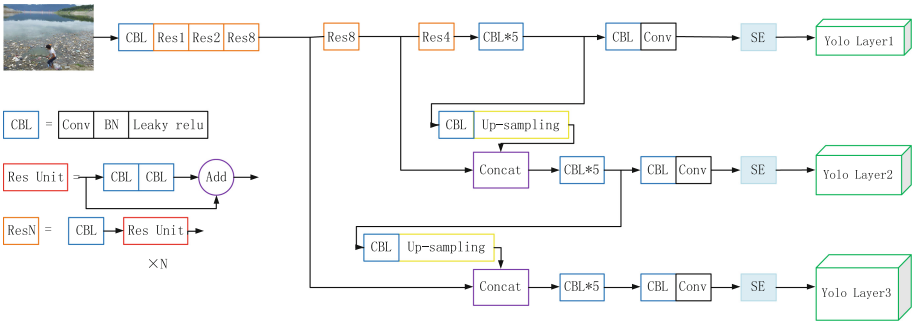 CBL Res1 Res2 Res8 Res8 Res4 CBL*5 CBL Conv SE Yolo Layer1
CBL = Conv BN Leaky relu
CBL Up-sampling
Res Unit = CBL CBL Add
Concat CBL*5 CBL Conv SE Yolo Layer2
ResN = CBL Res Unit
×N
CBL Up-sampling
Concat CBL*5 CBL Conv SE Yolo Layer3